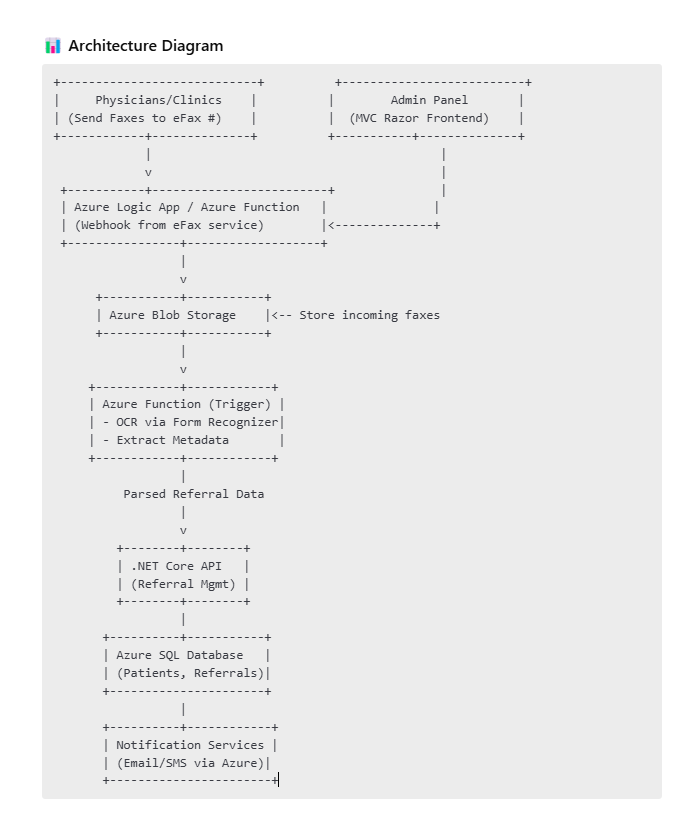 Architecture Diagram
+----------------------------+          +--------------------------+
|     Physicians/Clinics    |          |        Admin Panel       |
| (Send Faxes to eFax #)    |          |  (MVC Razor Frontend)    |
+------------+--------------+          +-----------+--------------+
             |                                         |
             v                                         |
 +------------+--------------------------+               |
 | Azure Logic App / Azure Function   |               |
 | (Webhook from eFax service)        |<--------------+
 +----------------+-------------------+
                  |
                  v
      +-----------+-----------+
      | Azure Blob Storage    |<-- Store incoming faxes
      +-----------+-----------+
                  |
                  v
     +------------+------------+
     | Azure Function (Trigger) |
     | - OCR via Form Recognizer|
     | - Extract Metadata       |
     +------------+------------+
                  |
          Parsed Referral Data
                  |
                  v
         +--------+--------+
         | .NET Core API   |
         | (Referral Mgmt) |
         +--------+--------+
                  |
       +----------+-----------+
       | Azure SQL Database   |
       | (Patients, Referrals)|
       +----------------------+
                  |
       +----------+------------+
       | Notification Services |
       | (Email/SMS via Azure)|
       +-----------------------+